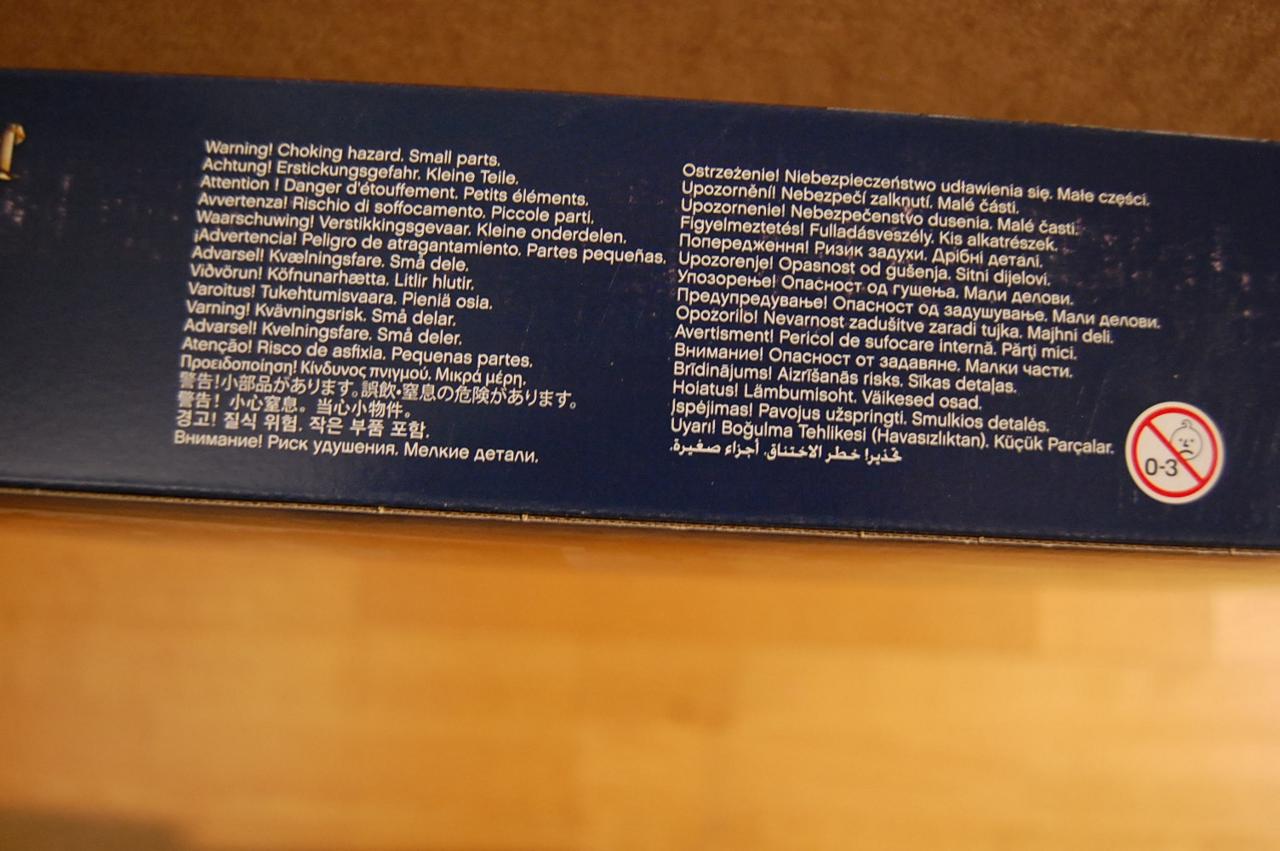 Warning! Choking hazard. Small parts.
Achtung! Erstickungsgefahr. Kleine Teile.
Attention ! Danger d'étouffement. Petits éléments.
Avvertenza! Rischio di soffocamento. Piccole parti.
Waarschuwing! Verstikkingsgevaar. Kleine onderdelen.
¡Advertencia! Peligro de atragantamiento. Partes pequeñas.
Advarsel! Kvælningsfare. Små dele.
Viðvörun! Köfnunarhætta. Litlir hlutir.
Varoitus! Tukehtumisvaara. Pieniä osia.
Varning! Kvävningsrisk. Små delar.
Advarsel! Kvelningsfare. Små deler.
Atenção! Risco de asfixia. Pequenas partes.
Προειδοποίηση! Κίνδυνος πνιγμού. Μικρά μέρη.
警告!小部品があります。誤飲・窒息の危険があります。
警告! 小心窒息。当心小物件。
경고! 질식 위험. 작은 부품 포함.
Внимание! Риск удушения. Мелкие детали.
Ostrzeżenie! Niebezpieczeństwo udławienia się. Małe części.
Upozornění! Nebezpečí zalknutí. Malé části.
Upozornenie! Nebezpečenstvo dusenia. Malé časti.
Figyelmeztetés! Fulladásveszély. Kis alkatrészek.
Попередження! Ризик задухи. Дрібні деталі.
Upozorenje! Opasnost od gušenja. Sitni dijelovi.
Упозорење! Опасност од гушења. Мали делови.
Предупредување! Опасност од задушување. Мали делови.
Opozorilo! Nevarnost zadušitve zaradi tujka. Majhni deli.
Avertisment! Pericol de sufocare internă. Părți mici.
Внимание! Опасност от задавяне. Малки части.
Brīdinājums! Aizrīšanās risks. Sīkas detaļas.
Hoiatus! Lämbumisoht. Väikesed osad.
Įspėjimas! Pavojus užspringti. Smulkios detalės.
Uyarı! Boğulma Tehlikesi (Havasızlıktan). Küçük Parçalar.
تحذير! خطر الاختناق. أجزاء صغيرة.
0-3